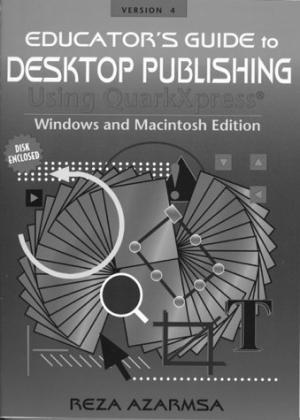 VERSION 4
EDUCATOR'S GUIDE to
DESKTOP PUBLISHING
Using QuarkXpress®
Windows and Macintosh Edition
DISK
ENCLOSED
T
REZA AZARMSA